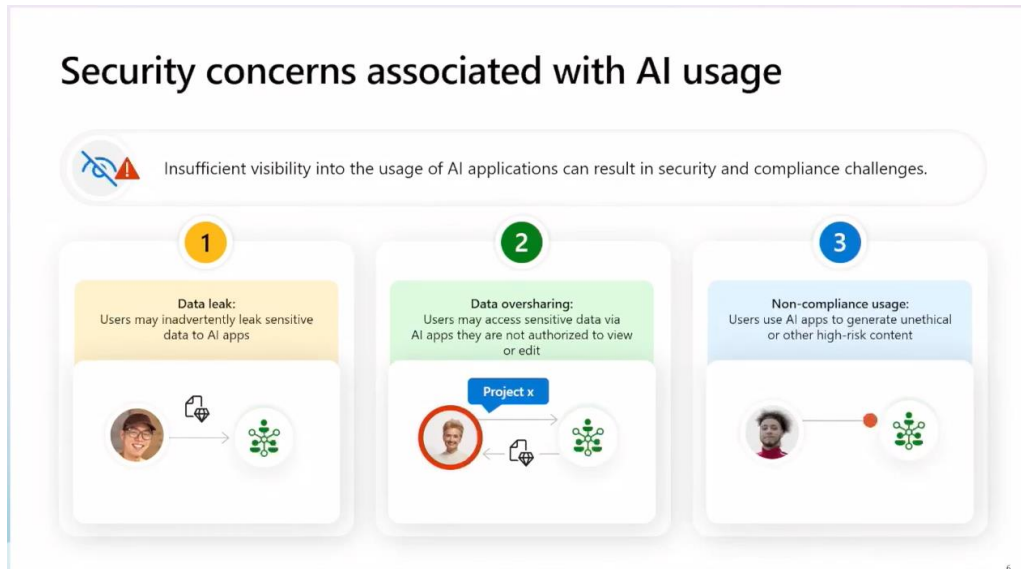 Security concerns associated with AI usage
Insufficient visibility into the usage of AI applications can result in security and compliance challenges.
1
Data leak:
Users may inadvertently leak sensitive
data to AI apps
2
Data oversharing:
Users may access sensitive data via
AI apps they are not authorized to view
or edit
Project x
3
Non-compliance usage:
Users use AI apps to generate unethical
or other high-risk content